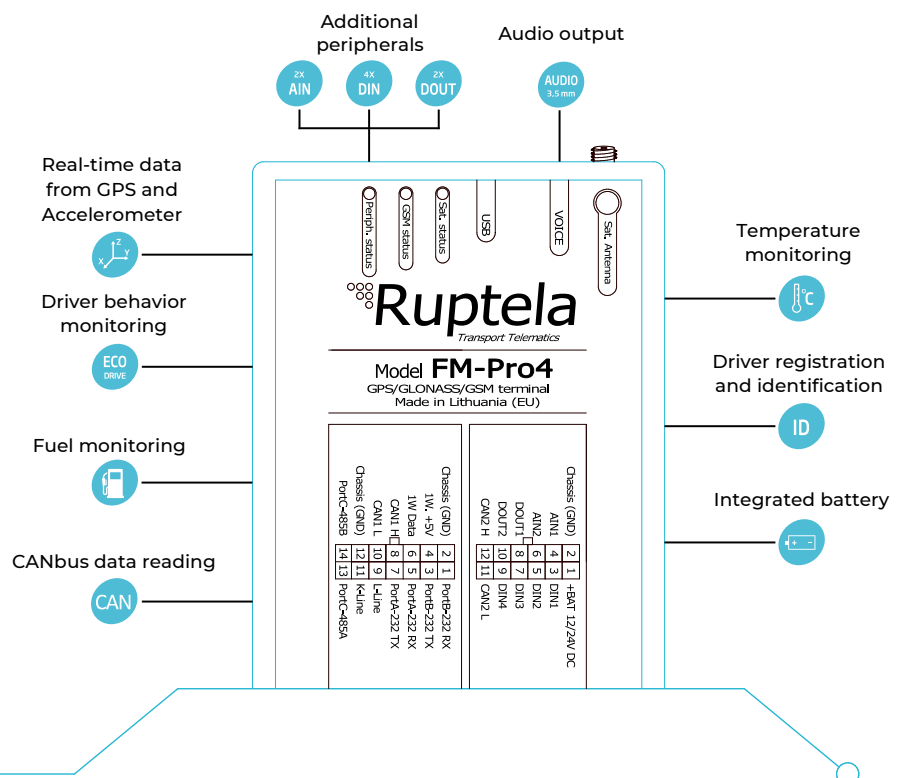 Additional
peripherals
Audio output
2X
AIN
4X
DIN
2X
DOUT
AUDIO
3,5 mm
Real-time data
from GPS and
Accelerometer
Z
X
Y
Driver behavior
monitoring
ECO
DRIVE
Fuel monitoring
CANbus data reading
CAN
Periph. status
GSM status
Sat. status
USB
VOICE
Sat. Antenna
Ruptela
Transport Telematics
Model FM-Pro4
GPS/GLONASS/GSM terminal
Made in Lithuania (EU)
Chassis (GND) 2 1 PortB-232 RX
1W. +5V 4 3 PortB-232 TX
1W Data 6 5 PortA-232 RX
CAN1 H 8 7 PortA-232 TX
CAN1 L 10 9 L-Line
Chassis (GND) 12 11 K-Line
PortC-485B 14 13 PortC-485A
Chassis (GND) 2 1 +BAT 12/24V DC
AIN1 4 3 DIN1
AIN2 6 5 DIN2
DOUT1 8 7 DIN3
DOUT2 10 9 DIN4
CAN2 H 12 11 CAN2 L
Temperature
monitoring
°C
Driver registration
and identification
ID
Integrated battery
+ -